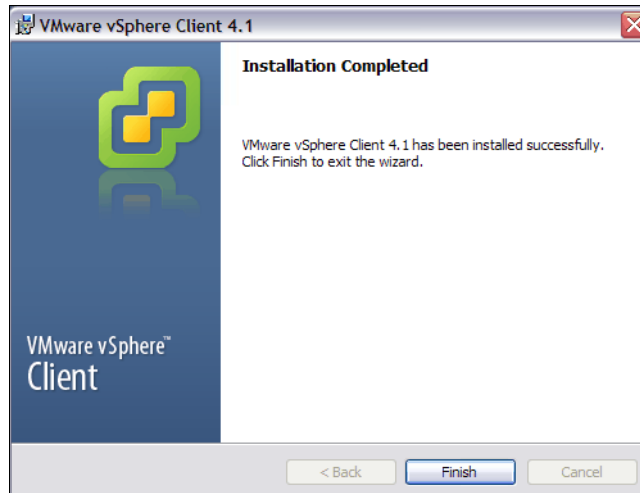 VMware vSphere Client 4.1
Installation Completed
VMware vSphere Client 4.1 has been installed successfully.
Click Finish to exit the wizard.
VMware vSphere™
Client
< Back
Finish
Cancel